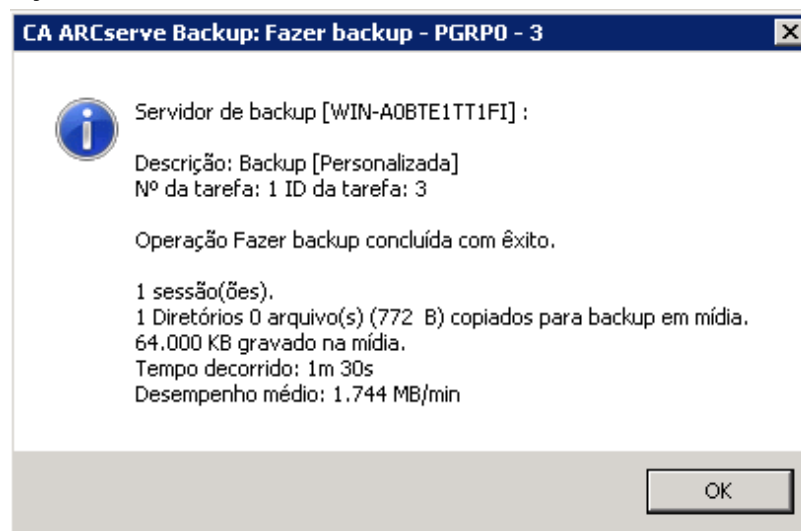 CA ARCserve Backup: Fazer backup - PGRP0 - 3
Servidor de backup [WIN-A0BTE1TT1FI] :
Descrição: Backup [Personalizada]
Nº da tarefa: 1 ID da tarefa: 3
Operação Fazer backup concluída com êxito.
1 sessão(ões).
1 Diretórios 0 arquivo(s) (772  B) copiados para backup em mídia.
64.000 KB gravado na mídia.
Tempo decorrido: 1m 30s
Desempenho médio: 1.744 MB/min
OK